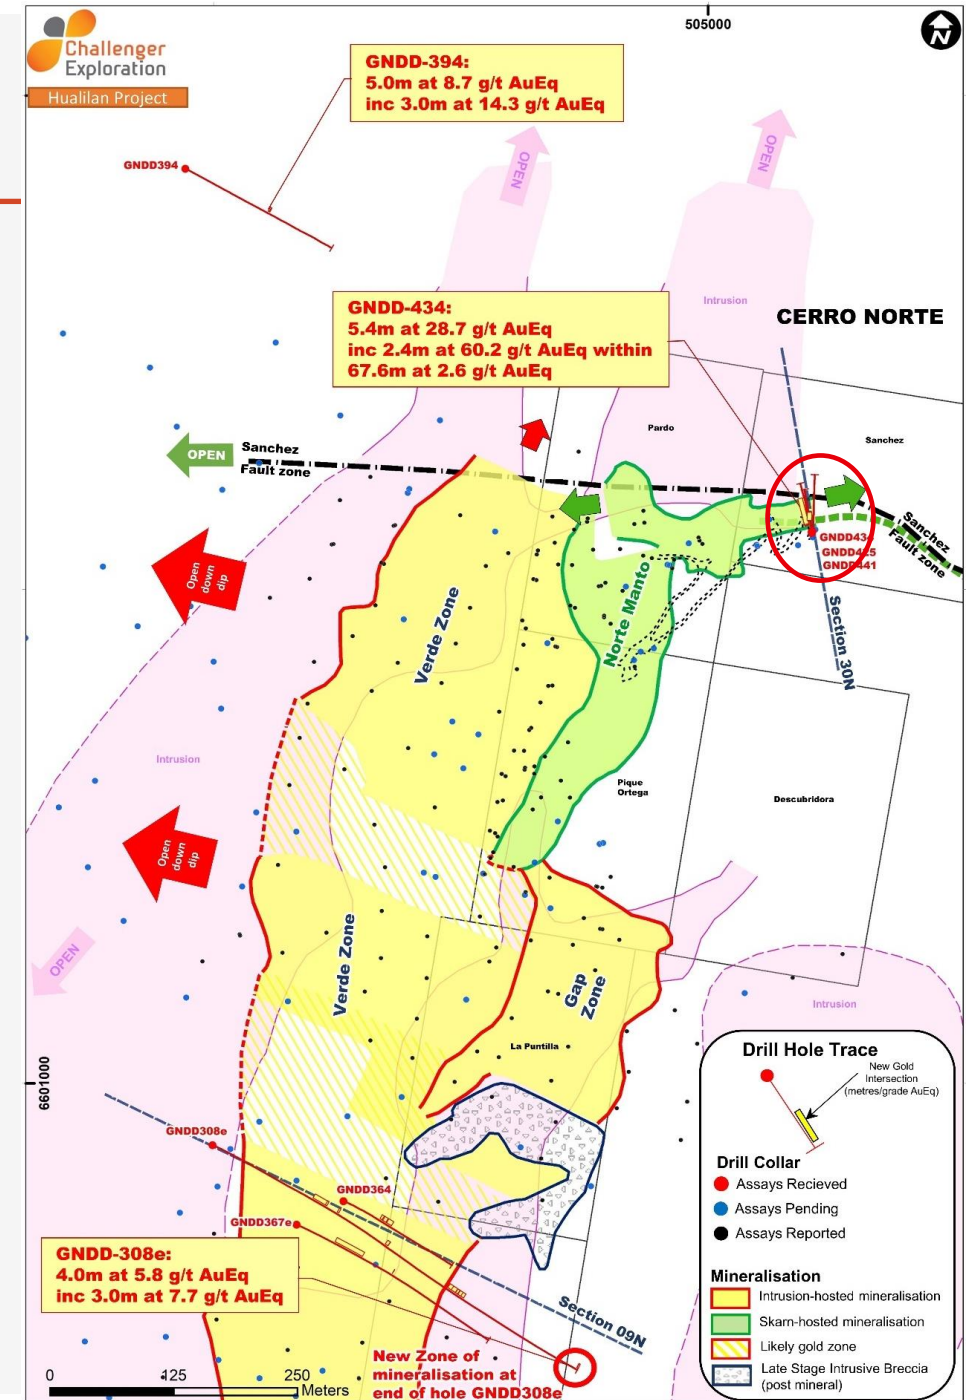 505000
N
Challenger
Exploration
Hualilan Project
GNDD-394:
5.0m at 8.7 g/t AuEq
inc 3.0m at 14.3 g/t AuEq
GNDD394
OPEN
OPEN
Intrusion
CERRO NORTE
GNDD-434:
5.4m at 28.7 g/t AuEq
inc 2.4m at 60.2 g/t AuEq within
67.6m at 2.6 g/t AuEq
Pardo
Sanchez
OPEN
Sanchez
Fault zone
Sanchez
Fault zone
GNDD434
GNDD425
GNDD441
Open
down
dip
Verde Zone
Norte Manto
Section 30N
Intrusion
Pique
Ortega
Descubridora
Open
down
dip
OPEN
Verde Zone
Gap
Zone
Intrusion
La Puntilla
6601000
GNDD308e
GNDD364
GNDD367e
GNDD-308e:
4.0m at 5.8 g/t AuEq
inc 3.0m at 7.7 g/t AuEq
Section 09N
New Zone of
mineralisation at
end of hole GNDD308e
0 125 250
Meters
Drill Hole Trace
New Gold
Intersection
(metres/grade AuEq)
Drill Collar
Assays Recieved
Assays Pending
Assays Reported
Mineralisation
Intrusion-hosted mineralisation
Skarn-hosted mineralisation
Likely gold zone
Late Stage Intrusive Breccia
(post mineral)